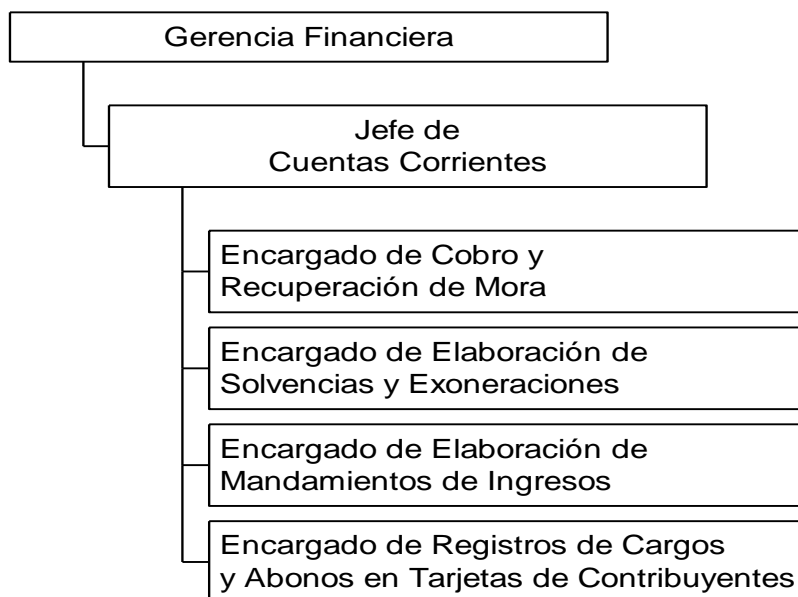 Gerencia Financiera
Jefe de
Cuentas Corrientes
Encargado de Cobro y
Recuperación de Mora
Encargado de Elaboración de
Solvencias y Exoneraciones
Encargado de Elaboración de
Mandamientos de Ingresos
Encargado de Registros de Cargos
y Abonos en Tarjetas de Contribuyentes